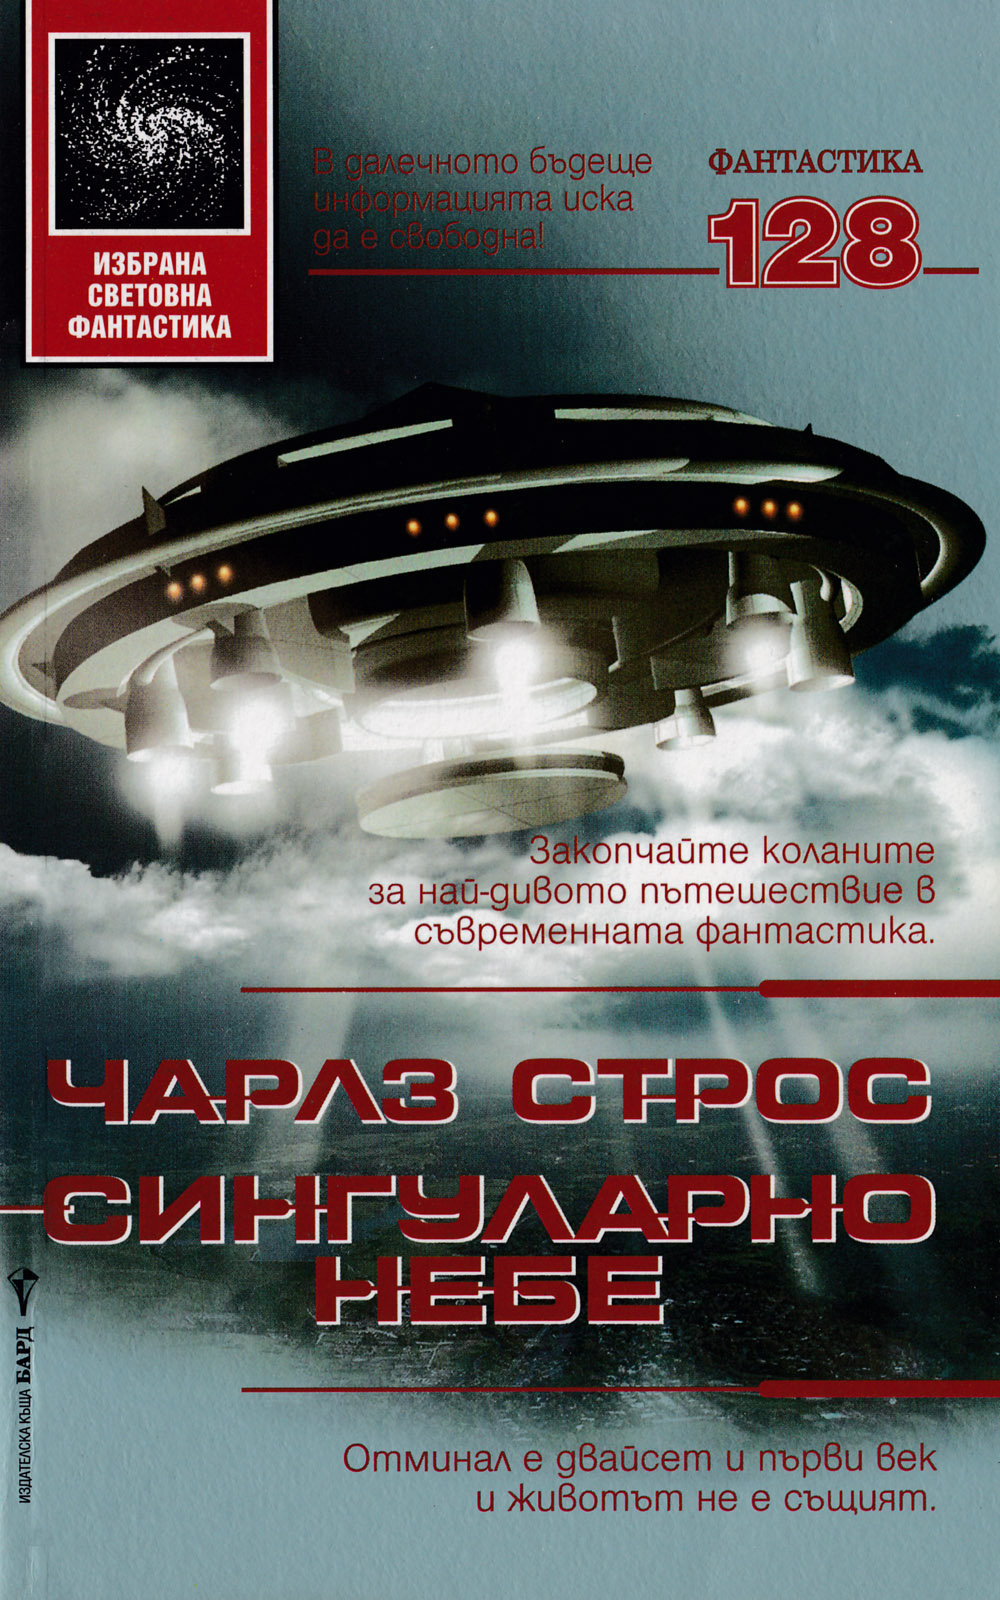 ИЗБРАНА
СВЕТОВНА
ФАНТАСТИКА
В далечното бъдеще
информацията иска
да е свободна!
ФАНТАСТИКА
128
Закопчайте коланите
за най-дивото пътешествие в
съвременната фантастика.
ЧАРЛЗ СТРОС
СИНГУЛАРНО
НЕБЕ
ИЗДАТЕЛСКА КЪЩА БАРД
Отминал е двайсет и първи век
и животът не е същият.